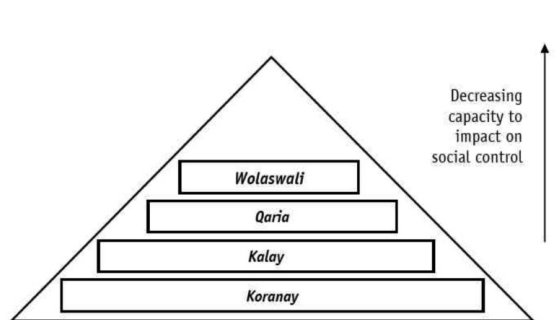 Decreasing
capacity to
impact on
social control
Wolaswali
Qaria
Kalay
Koranay